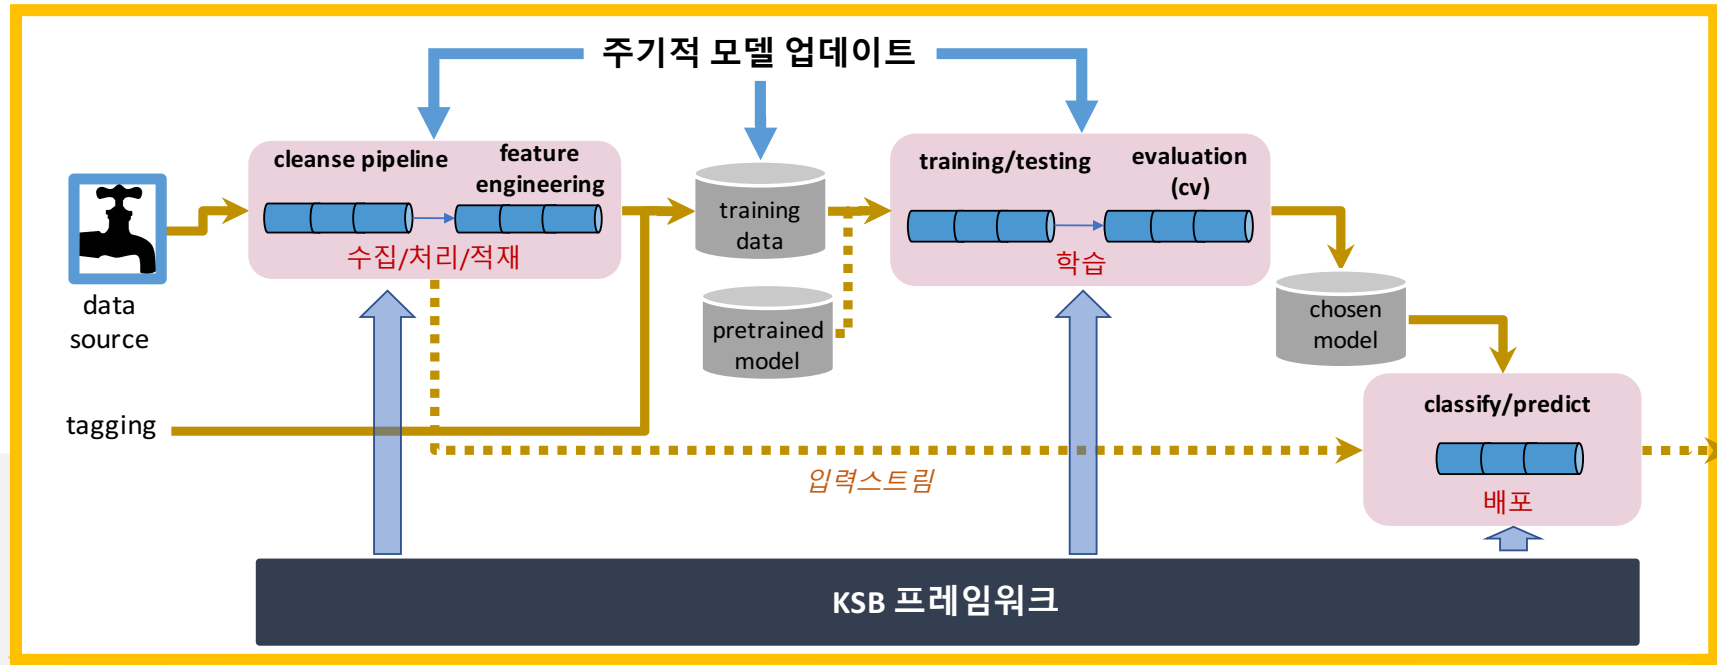 주기적 모델 업데이트
cleanse pipeline
feature
engineering
수집/처리/적재
data
source
tagging
training
data
pretrained
model
training/testing
evaluation
(cv)
학습
chosen
model
classify/predict
배포
입력스트림
KSB 프레임워크